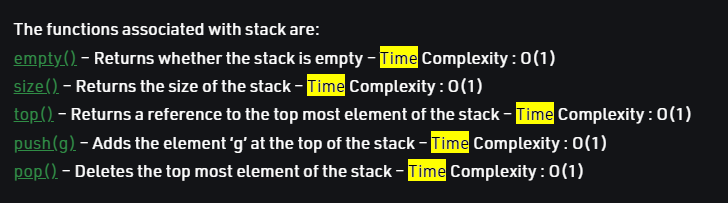 The functions associated with stack are:
empty() – Returns whether the stack is empty – Time Complexity : O(1)
size() – Returns the size of the stack – Time Complexity : O(1)
top() – Returns a reference to the top most element of the stack – Time Complexity : O(1)
push(g) – Adds the element ‘g’ at the top of the stack – Time Complexity : O(1)
pop() – Deletes the top most element of the stack – Time Complexity : O(1)